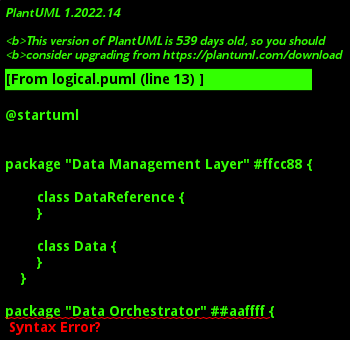 PlantUML 1.2022.14
<b>This version of PlantUML is 539 days old, so you should
<b>consider upgrading from https://plantuml.com/download
[From logical.puml (line 13) ]
@startuml
package "Data Management Layer" #ffcc88 {
class DataReference {
}
class Data {
}
}
package "Data Orchestrator" ##aaffff {
Syntax Error?